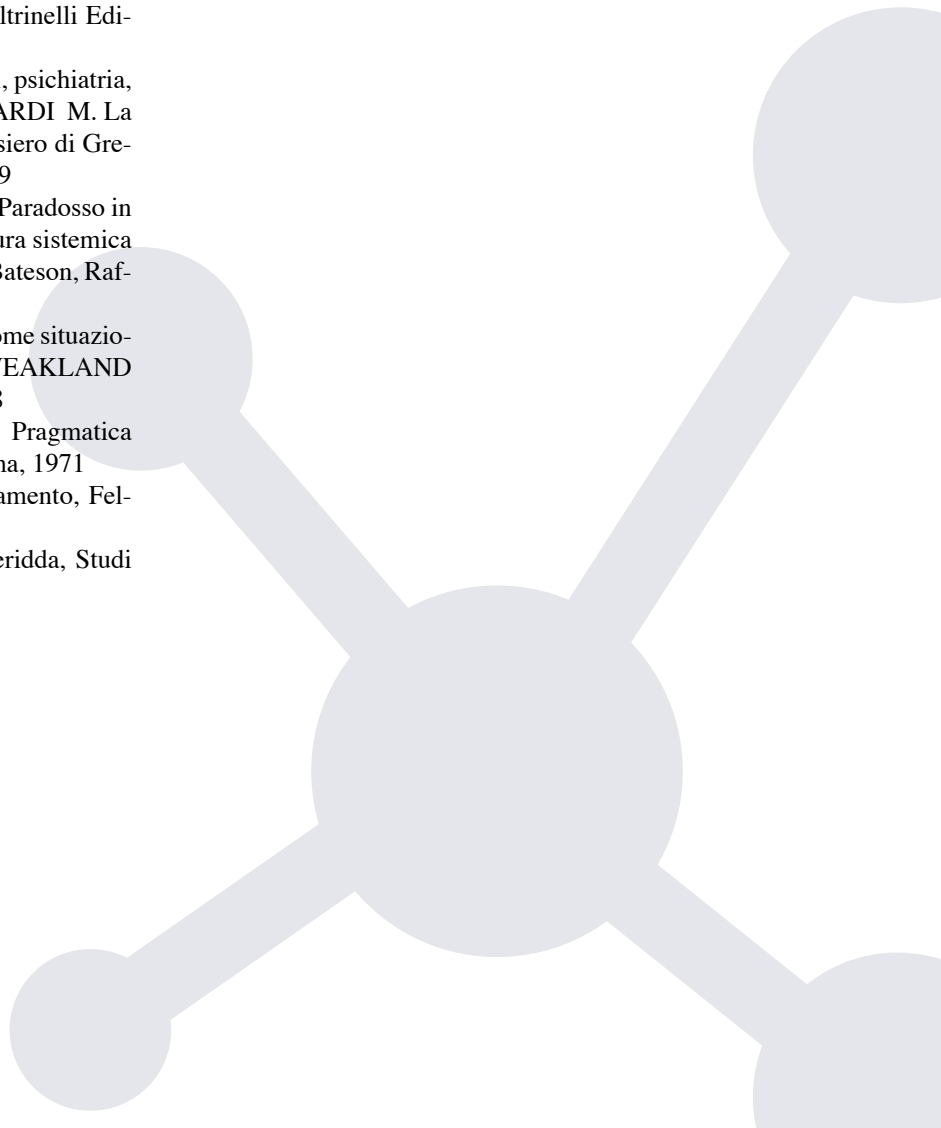 ltrinelli Edi-
, psichiatria,
ARDI M. La
siero di Gre-
9
Paradosso in
ura sistemica
Bateson, Raf-
ome situazio-
EAKLAND
8
Pragmatica
na, 1971
amento, Fel-
eridda, Studi